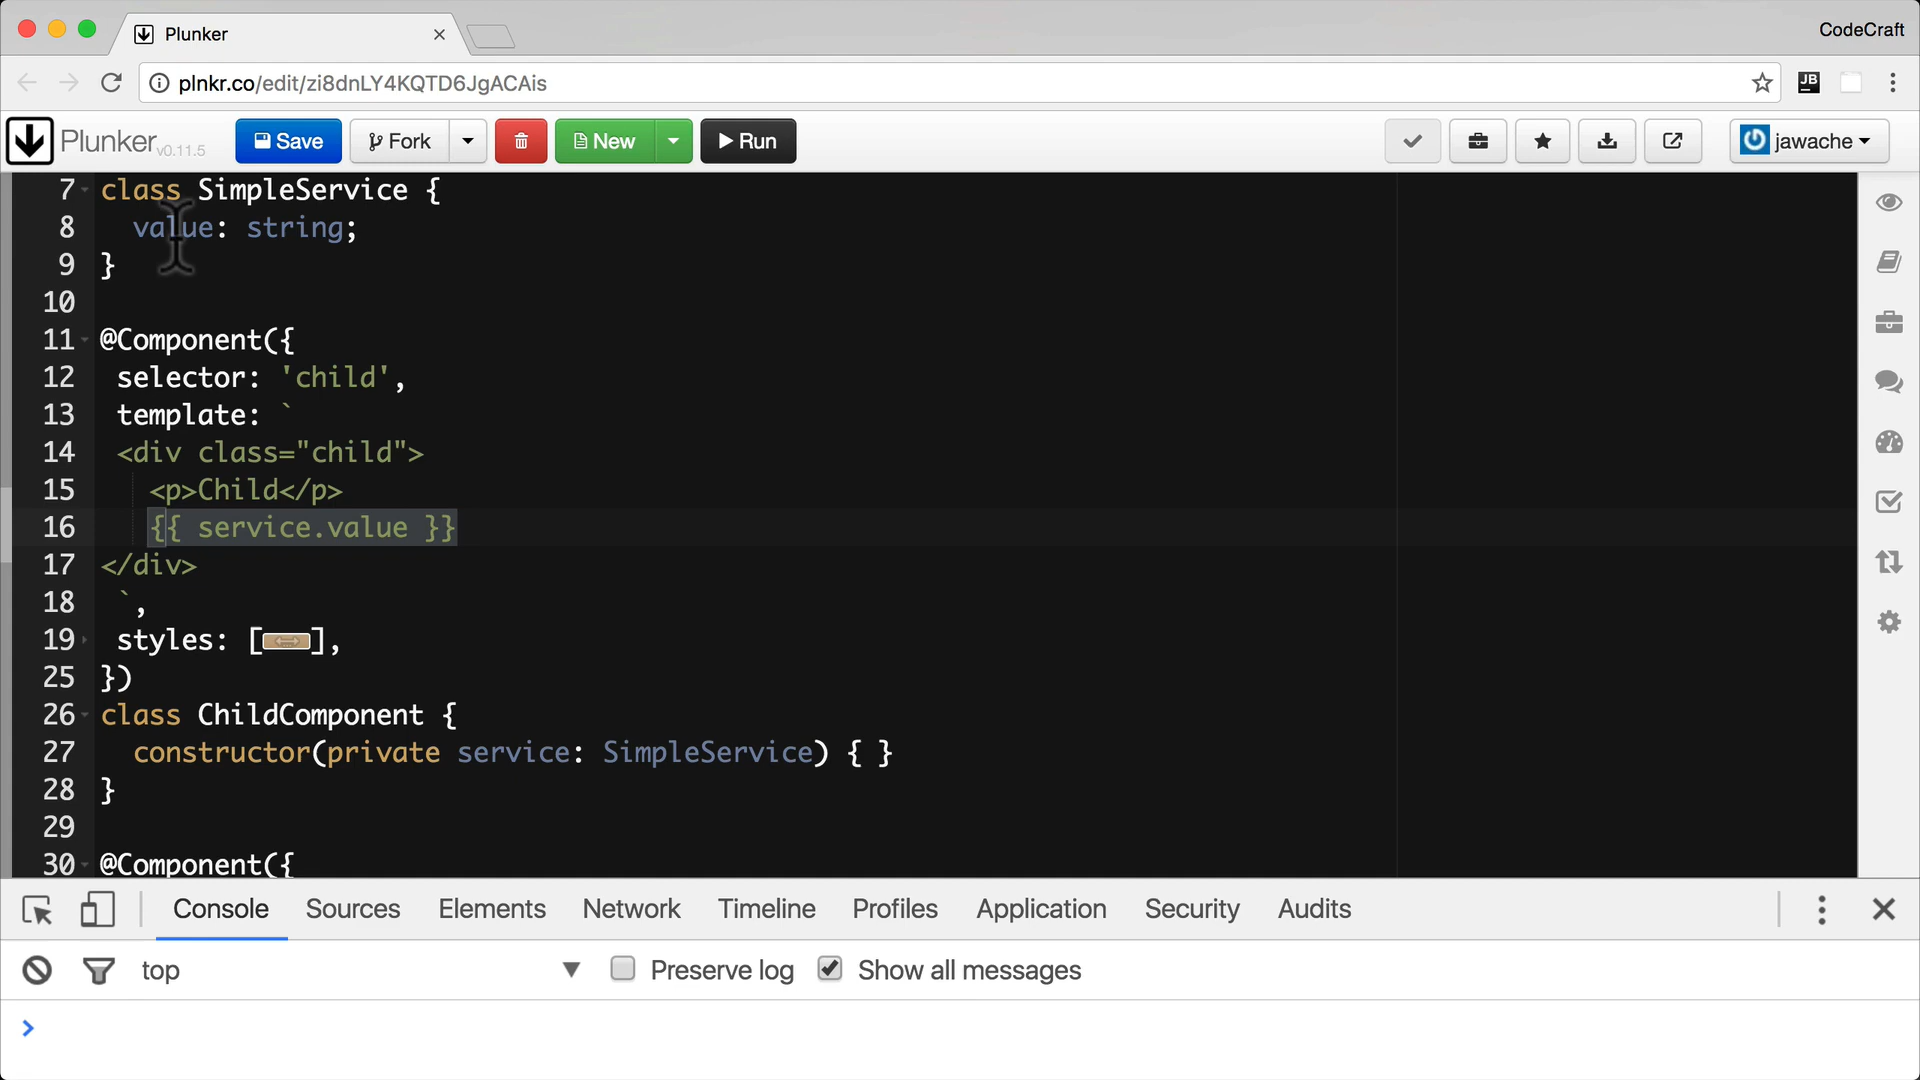 Plunker
CodeCraft
plnkr.co/edit/zi8dnLY4KQTD6JgACAis
JB
Plunker v0.11.5 Save Fork New Run jawache
7 class SimpleService {
8 value: string;
9 }
10
11 @Component({
12 selector: 'child',
13 template: `
14 <div class="child">
15 <p>Child</p>
16 {{ service.value }}
17 </div>
18 `,
19 styles: [ ],
25 })
26 class ChildComponent {
27 constructor(private service: SimpleService) { }
28 }
29
30 @Component({
Console Sources Elements Network Timeline Profiles Application Security Audits
top Preserve log Show all messages